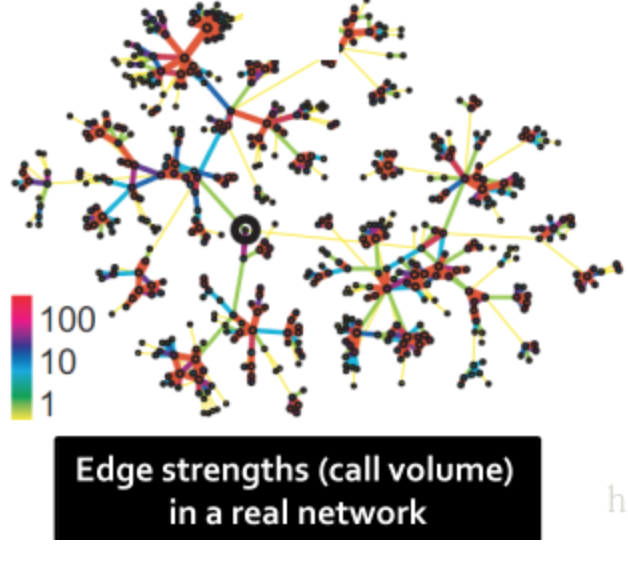 100
10
1
Edge strengths (call volume)
in a real network
h